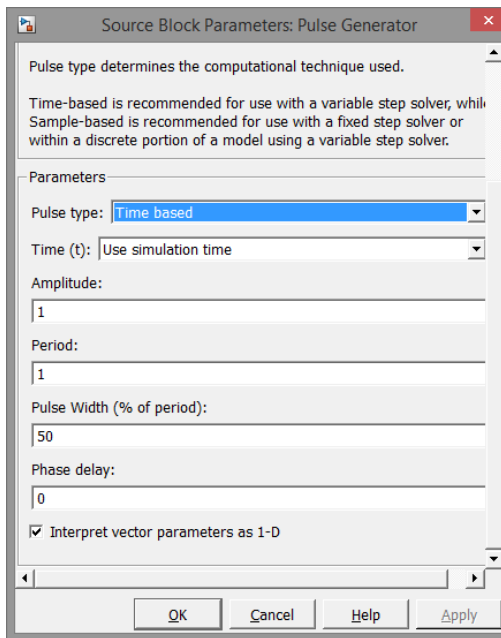 Source Block Parameters: Pulse Generator
Pulse type determines the computational technique used.
Time-based is recommended for use with a variable step solver, while
Sample-based is recommended for use with a fixed step solver or
within a discrete portion of a model using a variable step solver.
Parameters
Pulse type: Time based
Time (t): Use simulation time
Amplitude:
1
Period:
1
Pulse Width (% of period):
50
Phase delay:
0
Interpret vector parameters as 1-D
OK Cancel Help Apply